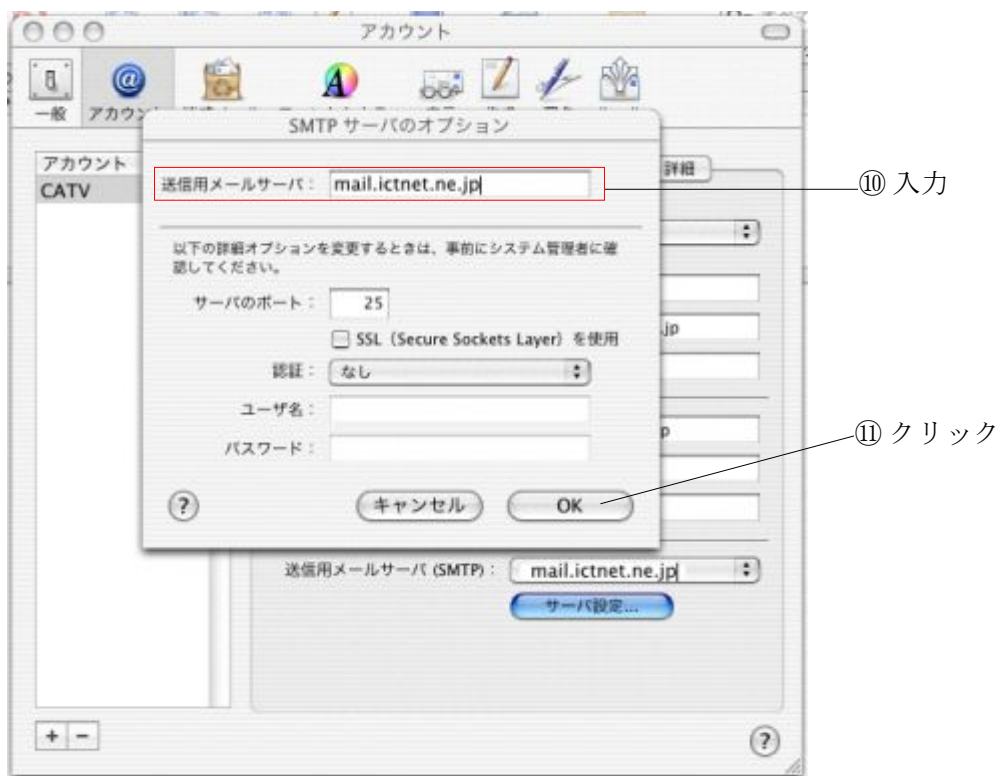 アカウント
一般
アカウント
SMTP サーバのオプション
アカウント
詳細
CATV
送信用メールサーバ： mail.ictnet.ne.jp
⑩ 入力
以下の詳細オプションを変更するときは、事前にシステム管理者に確
認してください。
サーバのポート： 25
.jp
SSL（Secure Sockets Layer）を使用
認証： なし
ユーザ名：
p
⑪ クリック
パスワード：
? キャンセル OK
送信用メールサーバ (SMTP)： mail.ictnet.ne.jp
サーバ設定...
+ −
?